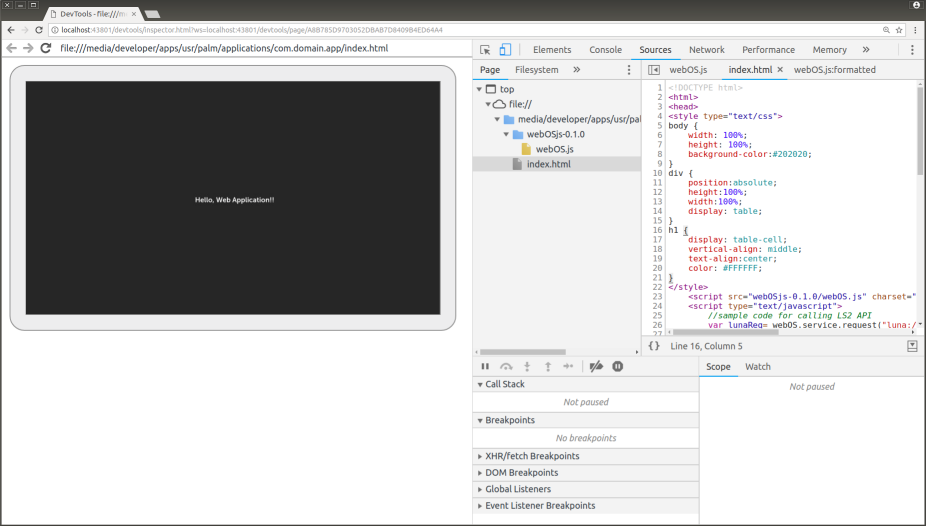 DevTools - file:///m
localhost:43801/devtools/inspector.html?ws=localhost:43801/devtools/page/A8B785D9703052DBAB7D8409B4ED64A4
file:///media/developer/apps/usr/palm/applications/com.domain.app/index.html
Elements Console Sources Network Performance Memory »
Page Filesystem »
webOS.js index.html × webOS.js:formatted
top
file://
media/developer/apps/usr/pal
webOSjs-0.1.0
webOS.js
index.html
Hello, Web Application!!
1 <!DOCTYPE html>
2 <html>
3 <head>
4 <style type="text/css">
5 body {
6 width: 100%;
7 height: 100%;
8 background-color:#202020;
9 }
10 div {
11 position:absolute;
12 height:100%;
13 width:100%;
14 display: table;
15 }
16 h1 {
17 display: table-cell;
18 vertical-align: middle;
19 text-align:center;
20 color: #FFFFFF;
21 }
22 </style>
23 <script src="webOSjs-0.1.0/webOS.js" charset="
24 <script type="text/javascript">
25 //sample code for calling LS2 API
26 var lunaReq= webOS.service.request("luna:/
27
{} Line 16, Column 5
Call Stack
Not paused
Breakpoints
No breakpoints
XHR/fetch Breakpoints
DOM Breakpoints
Global Listeners
Event Listener Breakpoints
Scope Watch
Not paused